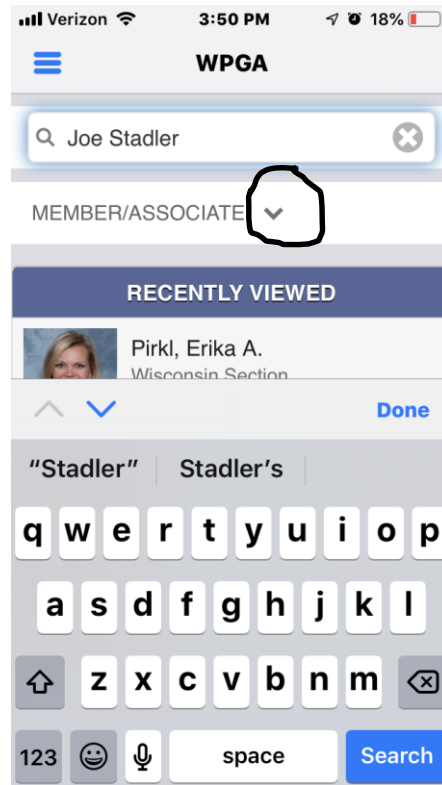 Verizon 3:50 PM 18%
WPGA
Joe Stadler
MEMBER/ASSOCIATE
RECENTLY VIEWED
Pirkl, Erika A.
Wisconsin Section
Done
“Stadler” Stadler's
q w e r t y u i o p
a s d f g h j k l
z x c v b n m
123 space Search